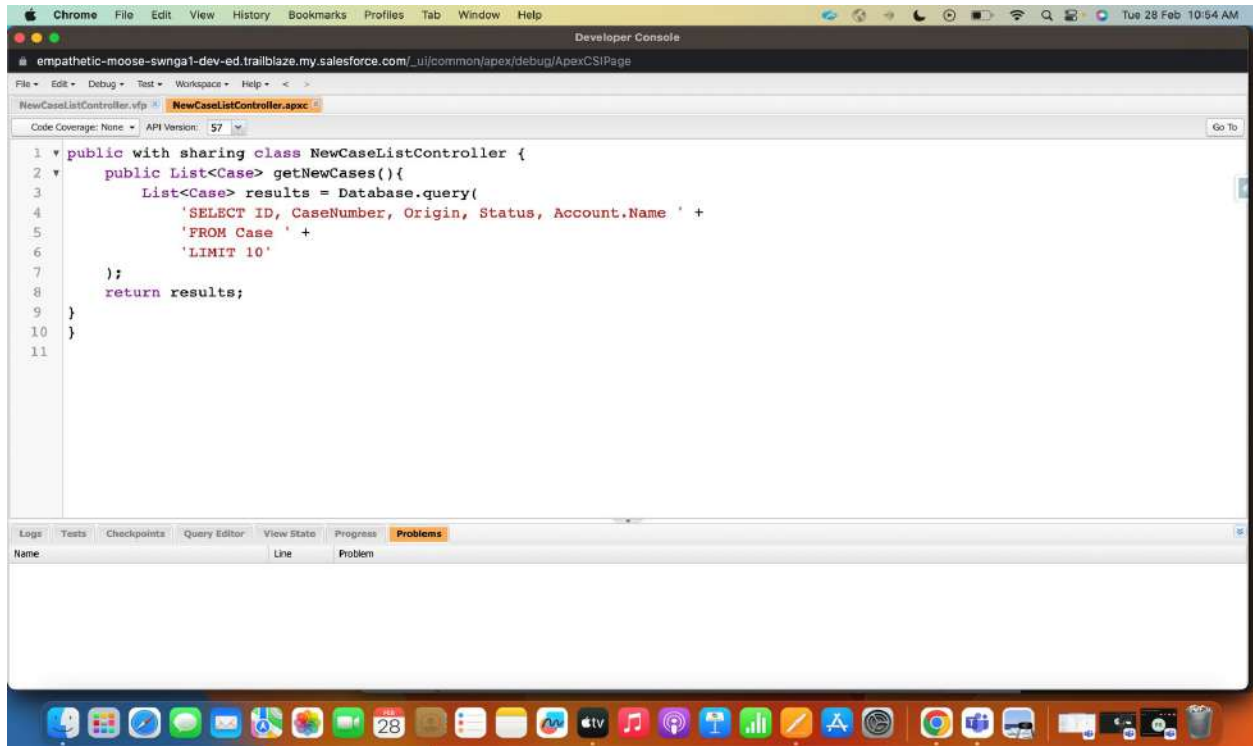 Chrome File Edit View History Bookmarks Profiles Tab Window Help Tue 28 Feb 10:54 AM
Developer Console
empathetic-moose-swnga1-dev-ed.trailblaze.my.salesforce.com/_ui/common/apex/debug/ApexCSIPage
File Edit Debug Test Workspace Help < >
NewCaseListController.vfp NewCaseListController.apxc
Code Coverage: None API Version: 57 Go To
1 public with sharing class NewCaseListController {
2 public List<Case> getNewCases(){
3 List<Case> results = Database.query(
4 'SELECT ID, CaseNumber, Origin, Status, Account.Name ' +
5 'FROM Case ' +
6 'LIMIT 10'
7 );
8 return results;
9 }
10 }
11
Logs Tests Checkpoints Query Editor View State Progress Problems
Name Line Problem
FEB
28
tv